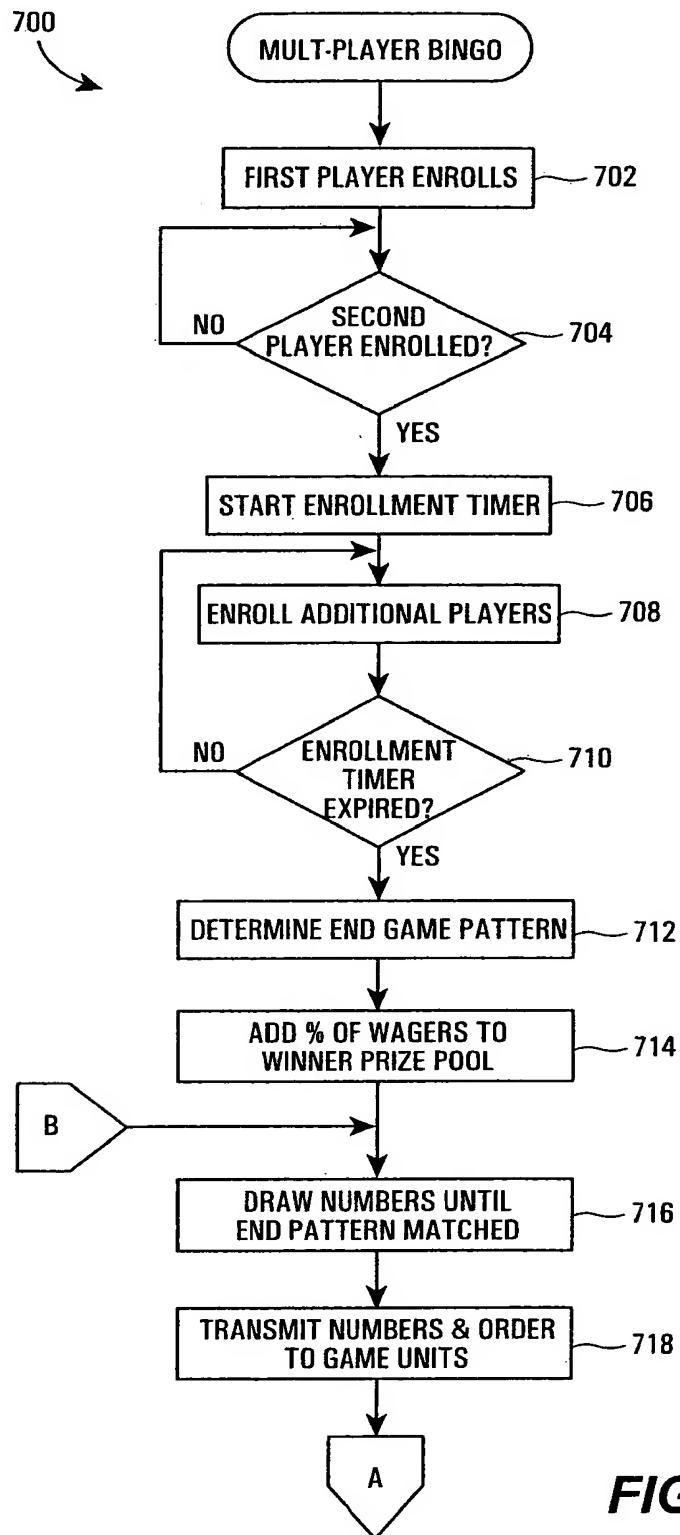 700
MULT-PLAYER BINGO
FIRST PLAYER ENROLLS
702
SECOND
PLAYER ENROLLED?
704
NO
YES
START ENROLLMENT TIMER
706
ENROLL ADDITIONAL PLAYERS
708
ENROLLMENT
TIMER
EXPIRED?
710
NO
YES
DETERMINE END GAME PATTERN
712
ADD % OF WAGERS TO
WINNER PRIZE POOL
714
B
DRAW NUMBERS UNTIL
END PATTERN MATCHED
716
TRANSMIT NUMBERS & ORDER
TO GAME UNITS
718
A
FIG